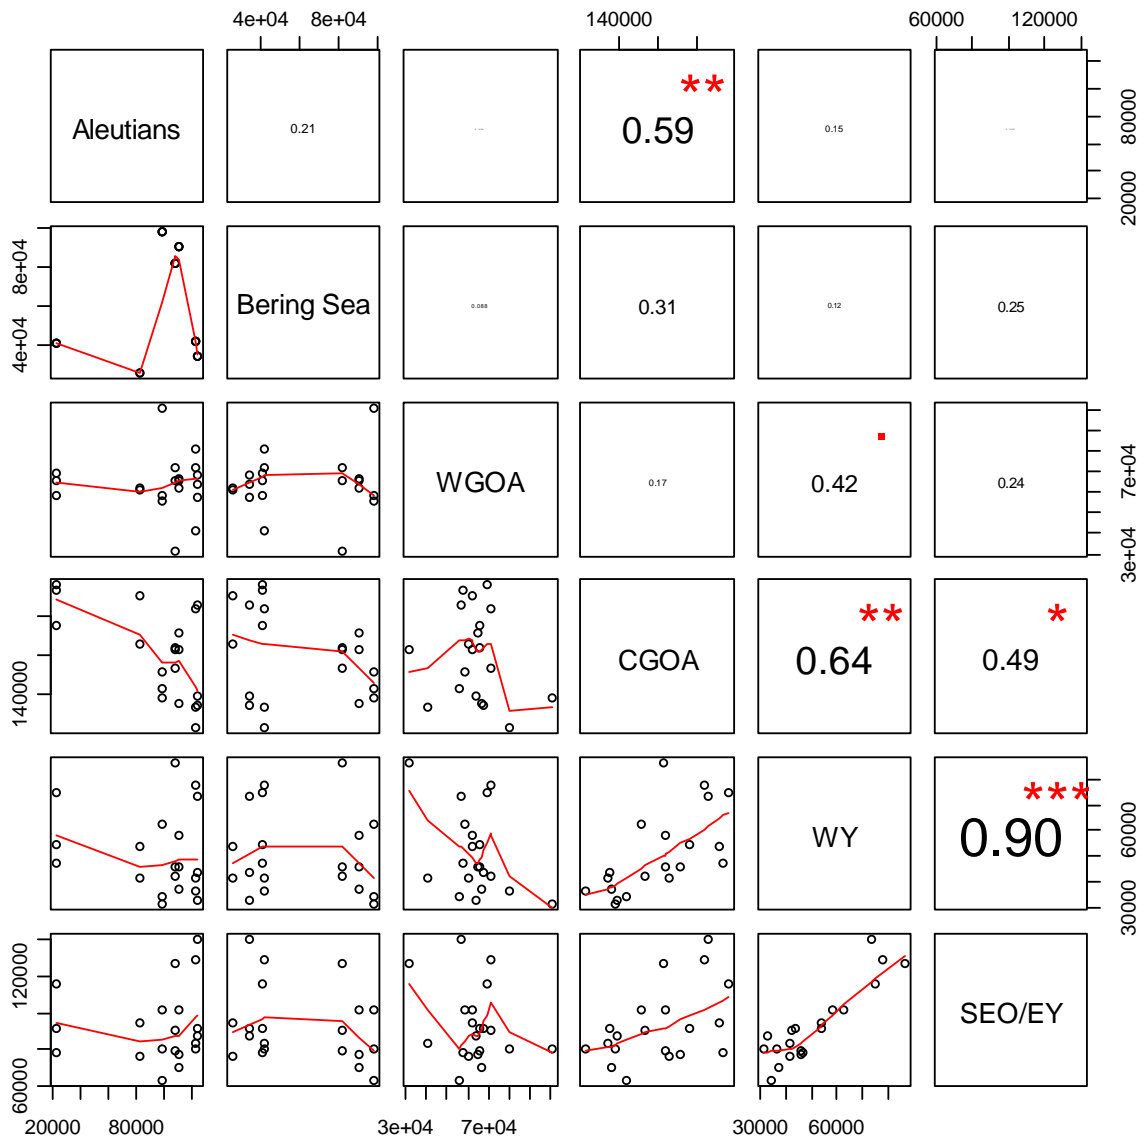 4e+04 8e+04 140000 60000 120000
Aleutians 0.21 0.59 ** 0.15
20000 80000
4e+04 8e+04
Bering Sea 0.088 0.31 0.12 0.25
WGOA 0.17 0.42 0.24
3e+04 7e+04
140000
CGOA 0.64 ** 0.49 *
WY 0.90 ***
30000 60000
60000 120000
SEO/EY
20000 80000 3e+04 7e+04 30000 60000